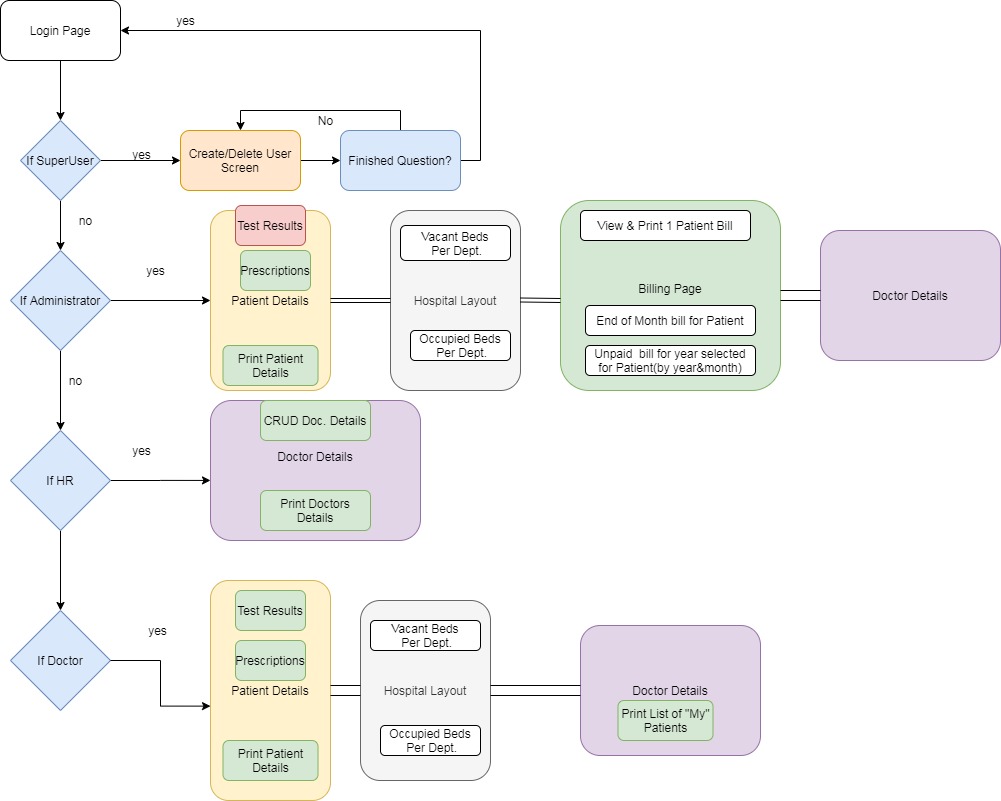 yes
Login Page
No
If SuperUser
yes
Create/Delete User
Screen
Finished Question?
no
Test Results
Prescriptions
Patient Details
Print Patient
Details
Vacant Beds
Per Dept.
Hospital Layout
Occupied Beds
Per Dept.
View & Print 1 Patient Bill
Billing Page
End of Month bill for Patient
Unpaid  bill for year selected
for Patient(by year&month)
Doctor Details
yes
If Administrator
no
CRUD Doc. Details
Doctor Details
Print Doctors
Details
yes
If HR
Test Results
Prescriptions
Patient Details
Print Patient
Details
Vacant Beds
Per Dept.
Hospital Layout
Occupied Beds
Per Dept.
Doctor Details
Print List of "My"
Patients
yes
If Doctor